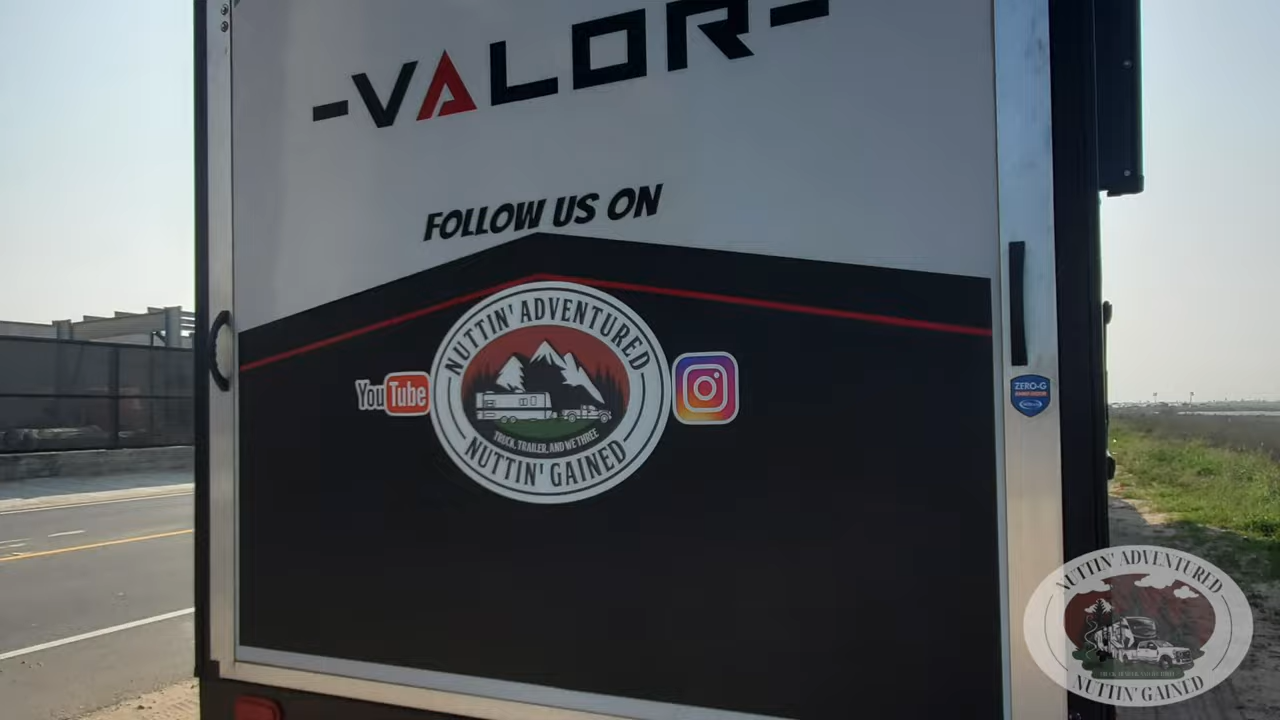 -VALOR-
FOLLOW US ON
NUTTIN' ADVENTURED
YouTube
TRUCK, TRAILER, AND WE THREE
NUTTIN' GAINED
ZERO-G
NUTTIN' ADVENTURED
NUTTIN' GAINED